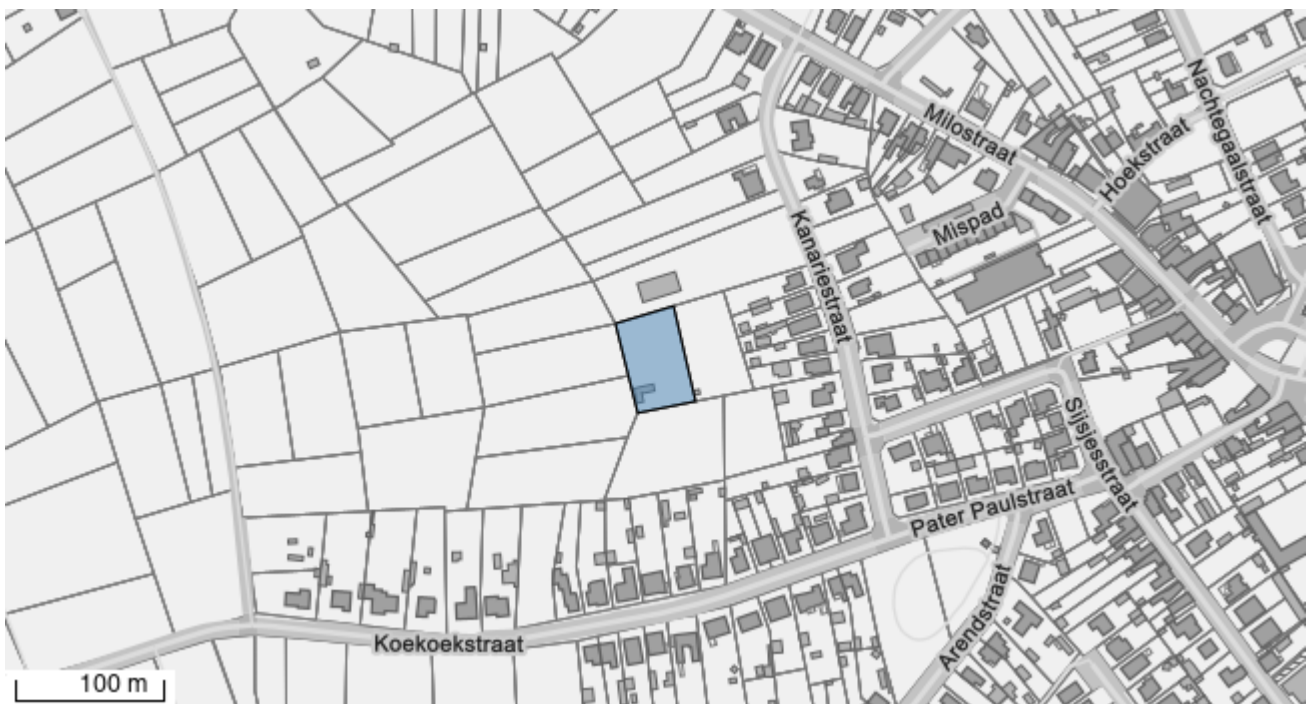 Nachtegaalstraat
Milostraat
Hoekstraat
Mispad
Kanariestraat
Sijsjesstraat
Pater Paulstraat
Arendstraat
Koekoekstraat
100 m